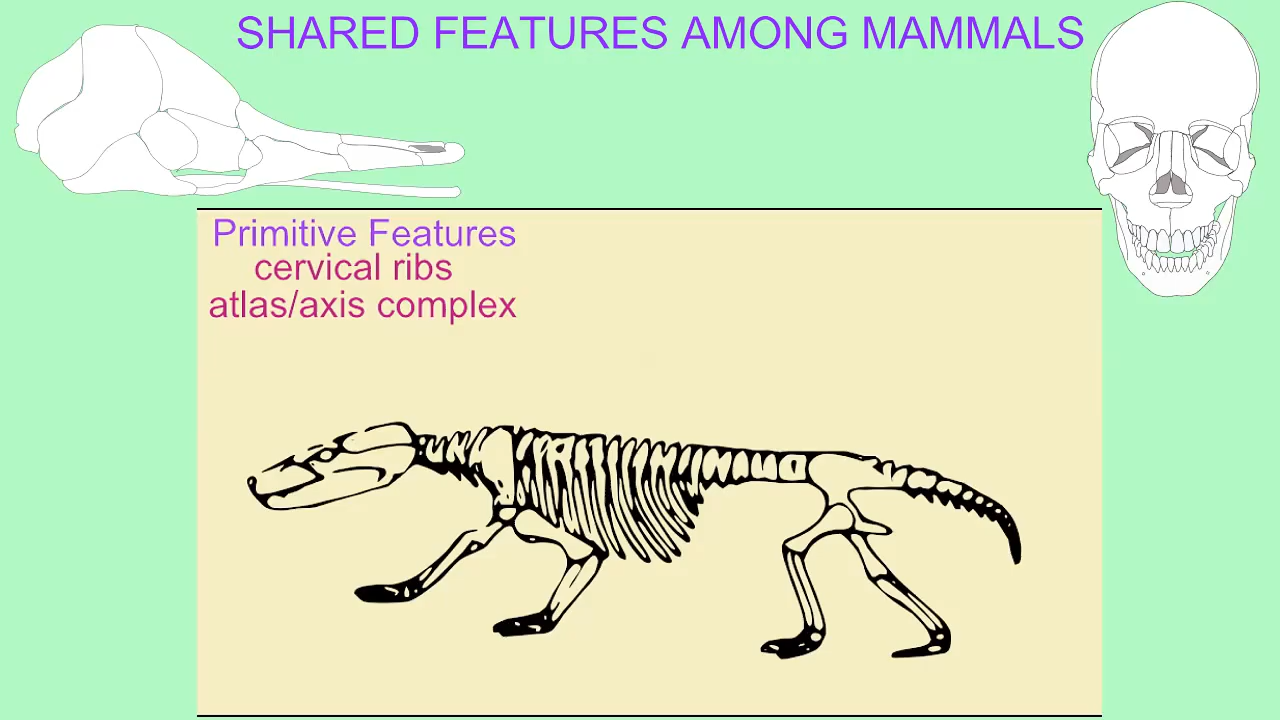 SHARED FEATURES AMONG MAMMALS
Primitive Features
cervical ribs
atlas/axis complex